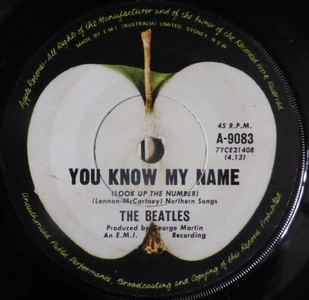 Apple Records. All Rights of the Manufacturer and of the Owner of the Recorded Work Reserved
MADE BY E.M.I (AUSTRALIA) LIMITED, SYDNEY N.S.W.
45 R.P.M.
A-9083
7YCE21408
(4.13)
YOU KNOW MY NAME
(LOOK UP THE NUMBER)
(Lennon-McCartney) Northern Songs
THE BEATLES
Produced by George Martin
An E.M.I. Recording
Unauthorised Public Performance, Broadcasting and Copying of this Record Prohibited